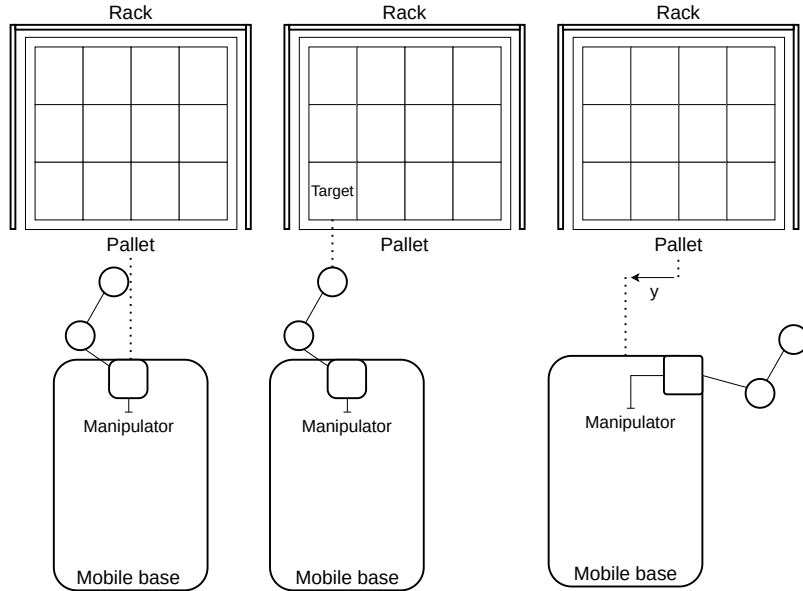 Rack
Rack
Rack
Target
Pallet
Pallet
Pallet
y
Manipulator
Manipulator
Manipulator
Mobile base
Mobile base
Mobile base